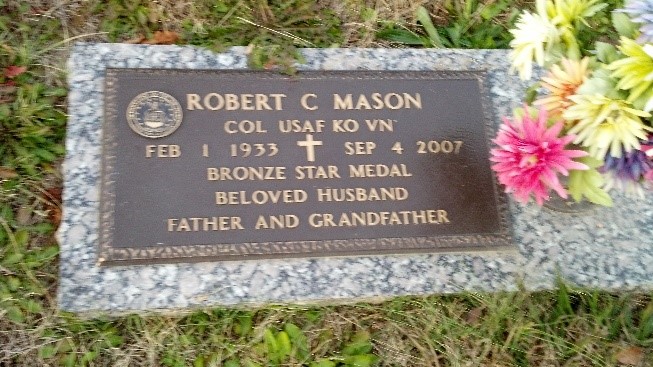 ROBERT C MASON
COL USAF KO VN
FEB 1 1933 SEP 4 2007
BRONZE STAR MEDAL
BELOVED HUSBAND
FATHER AND GRANDFATHER